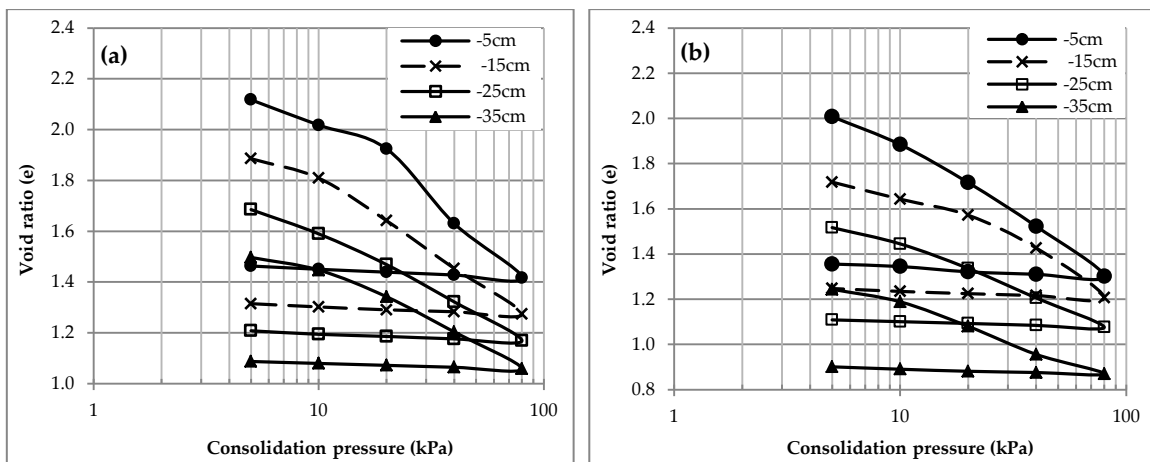 (a)
-5cm
-15cm
-25cm
-35cm
2.4
2.2
2.0
1.8
1.6
1.4
1.2
1.0
Void ratio (e)
1 10 100
Consolidation pressure (kPa)
(b)
-5cm
-15cm
-25cm
-35cm
2.4
2.2
2.0
1.8
1.6
1.4
1.2
1.0
0.8
Void ratio (e)
1 10 100
Consolidation pressure (kPa)